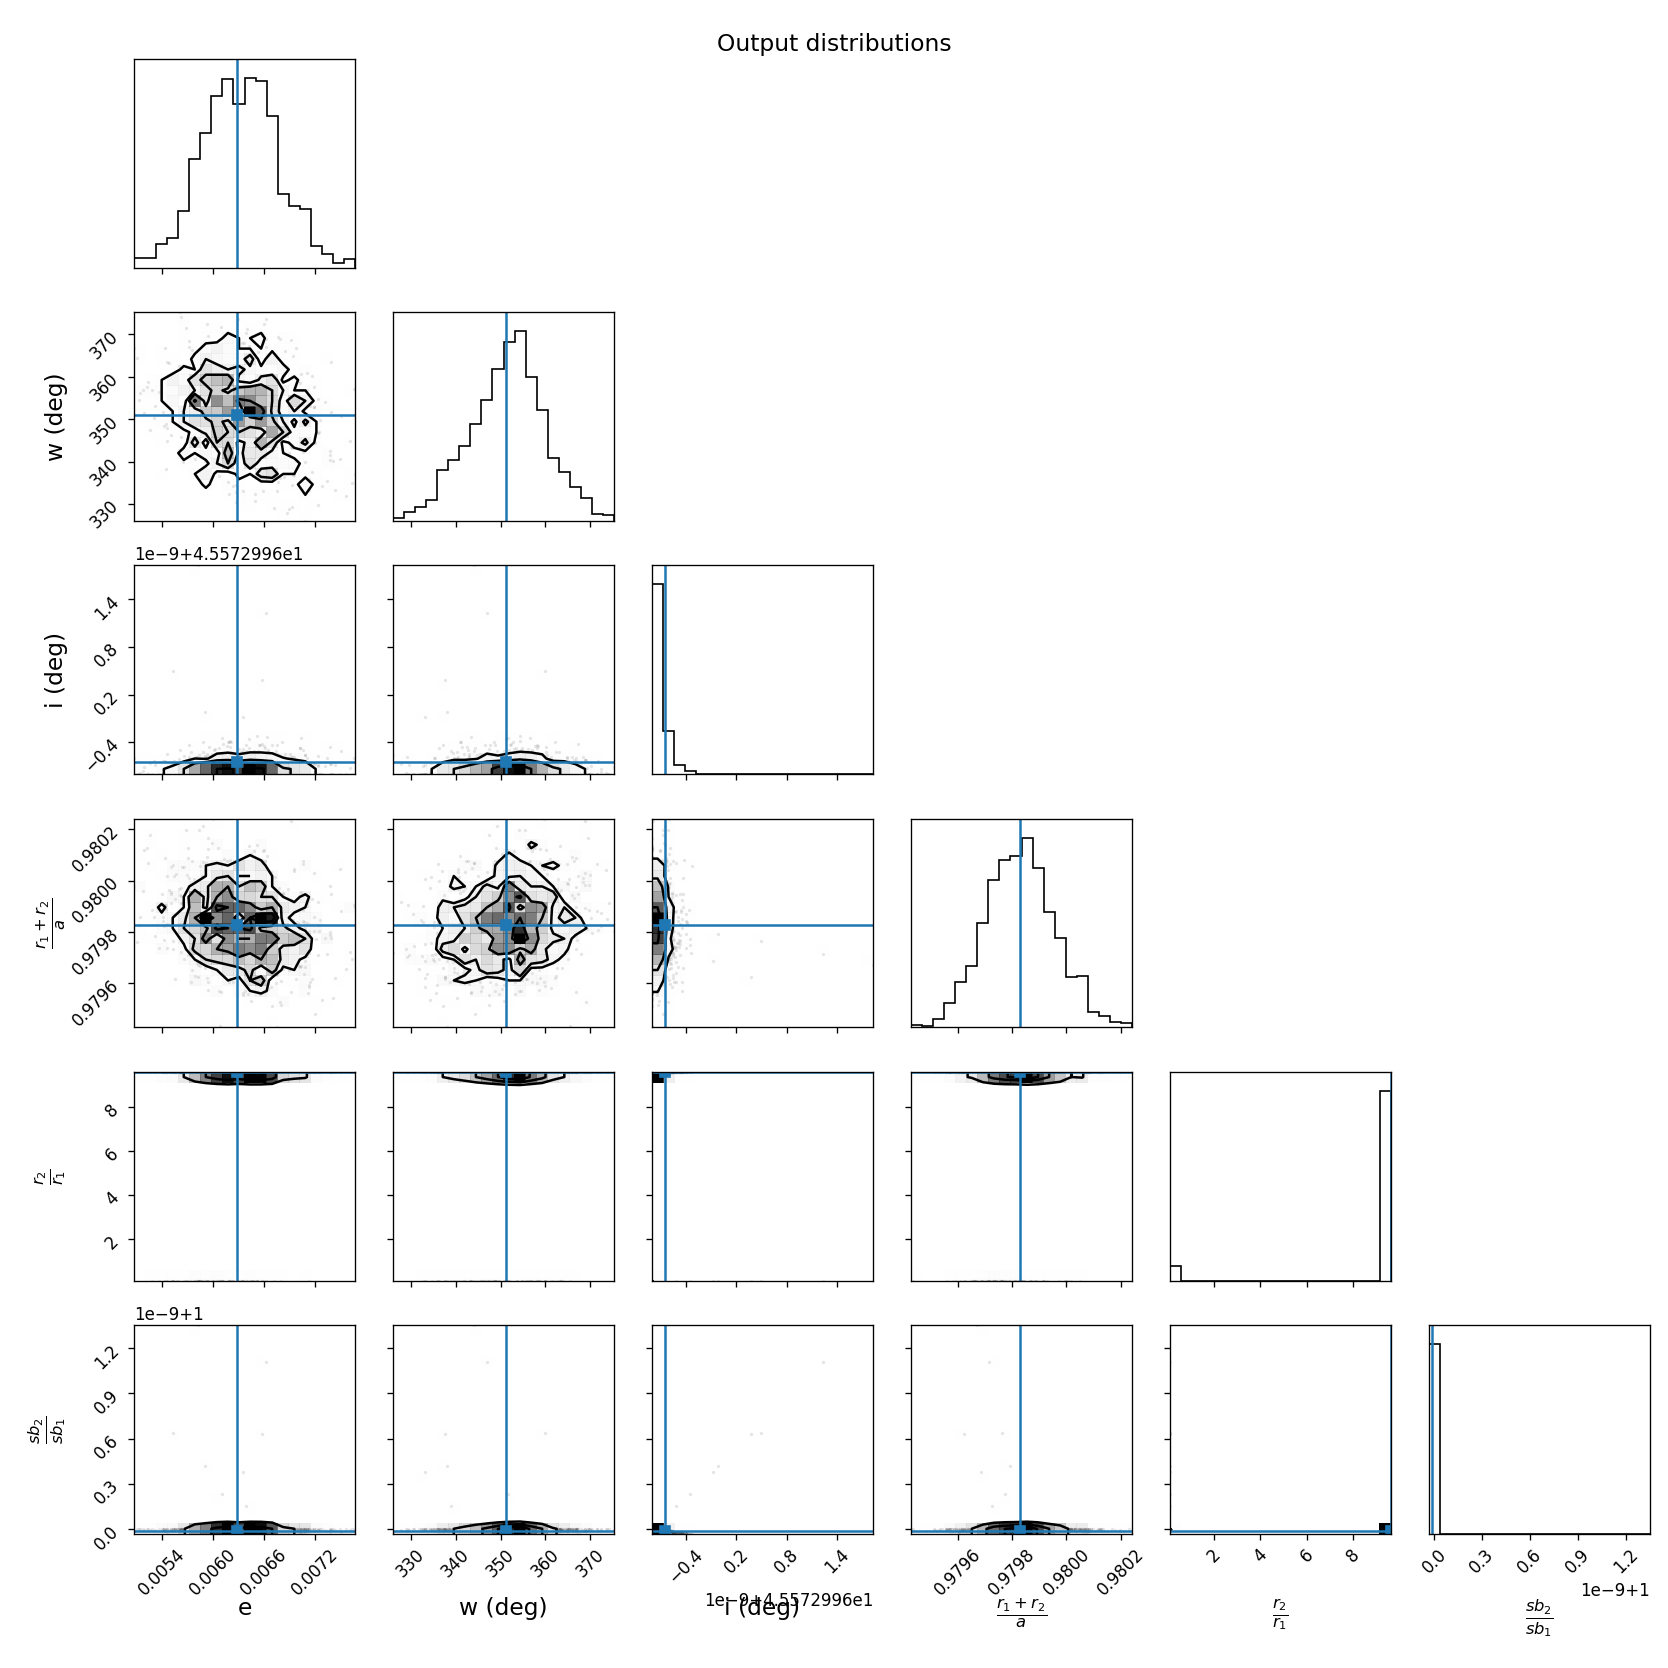 Output distributions
370
360
350
340
330
w (deg)
1e−9+4.5572996e1
1.4
0.8
0.2
−0.4
i (deg)
0.9802
0.9800
0.9798
0.9796
r₁ + r₂
a
8
6
4
2
r₂
r₁
1e−9+1
1.2
0.9
0.6
0.3
0.0
sb₂
sb₁
0.0054 0.0060 0.0066 0.0072 330 340 350 360 370 −0.4 0.2 0.8 1.4 0.9796 0.9798 0.9800 0.9802 2 4 6 8 0.0 0.3 0.6 0.9 1.2
1e−9+4.5572996e1 1e−9+1
e w (deg) i (deg) r₁ + r₂ r₂ sb₂
a r₁ sb₁